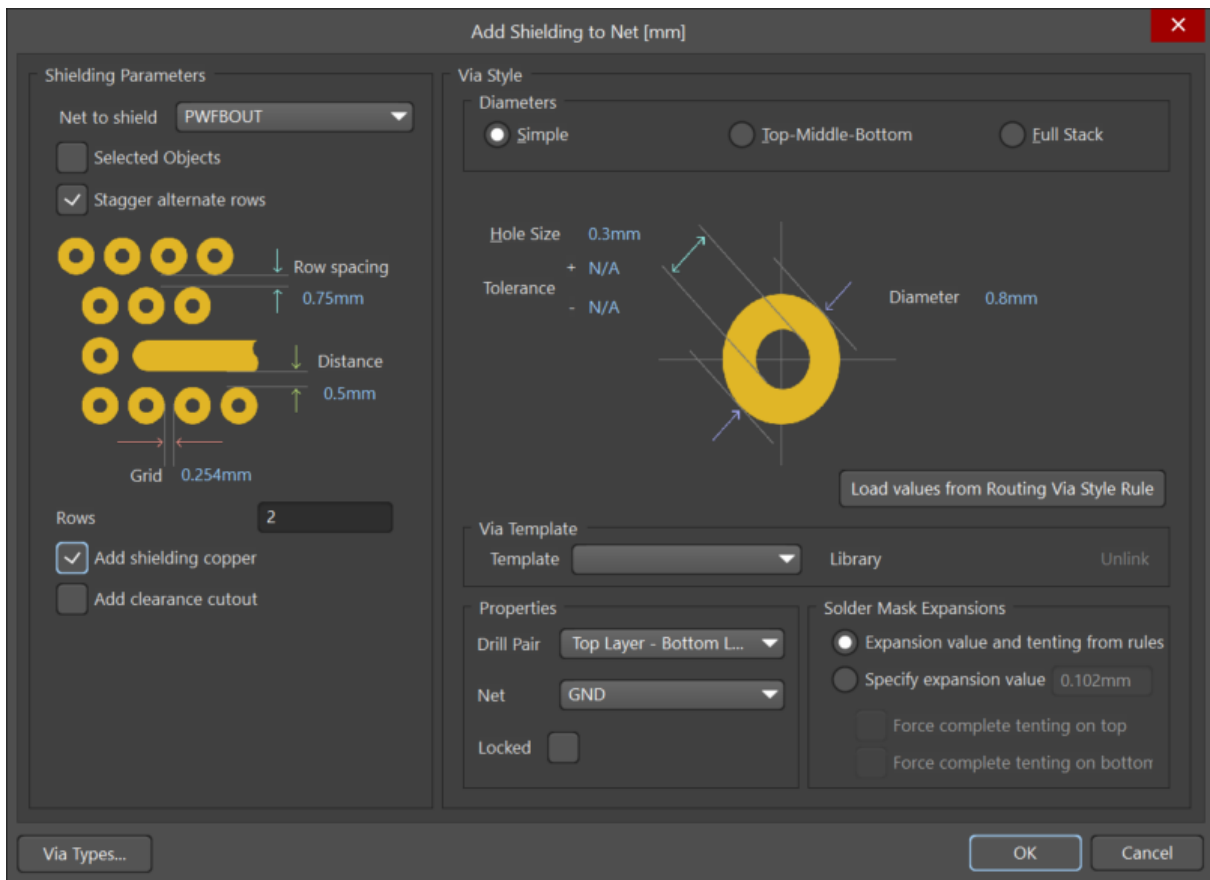 Add Shielding to Net [mm]
Shielding Parameters
Net to shield PWFBOUT
Selected Objects
Stagger alternate rows
Row spacing
0.75mm
Distance
0.5mm
Grid 0.254mm
Rows 2
Add shielding copper
Add clearance cutout
Via Style
Diameters
Simple Top-Middle-Bottom Full Stack
Hole Size 0.3mm
+ N/A
Tolerance
- N/A
Diameter 0.8mm
Load values from Routing Via Style Rule
Via Template
Template Library Unlink
Properties
Drill Pair Top Layer - Bottom L...
Net GND
Locked
Solder Mask Expansions
Expansion value and tenting from rules
Specify expansion value 0.102mm
Force complete tenting on top
Force complete tenting on bottom
Via Types... OK Cancel